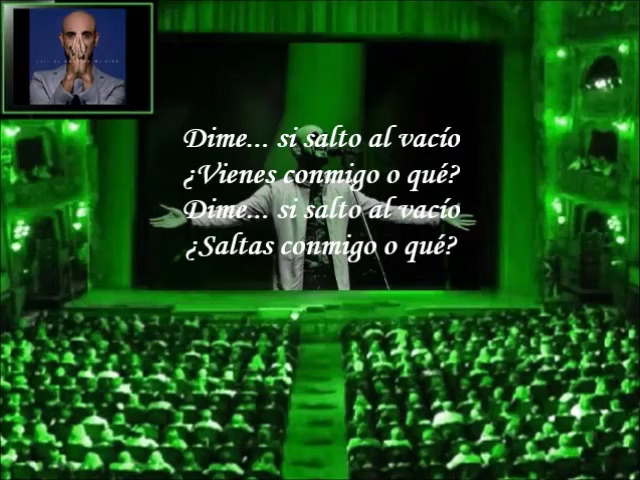 Dime... si salto al vacío
¿Vienes conmigo o qué?
Dime... si salto al vacío
¿Saltas conmigo o qué?